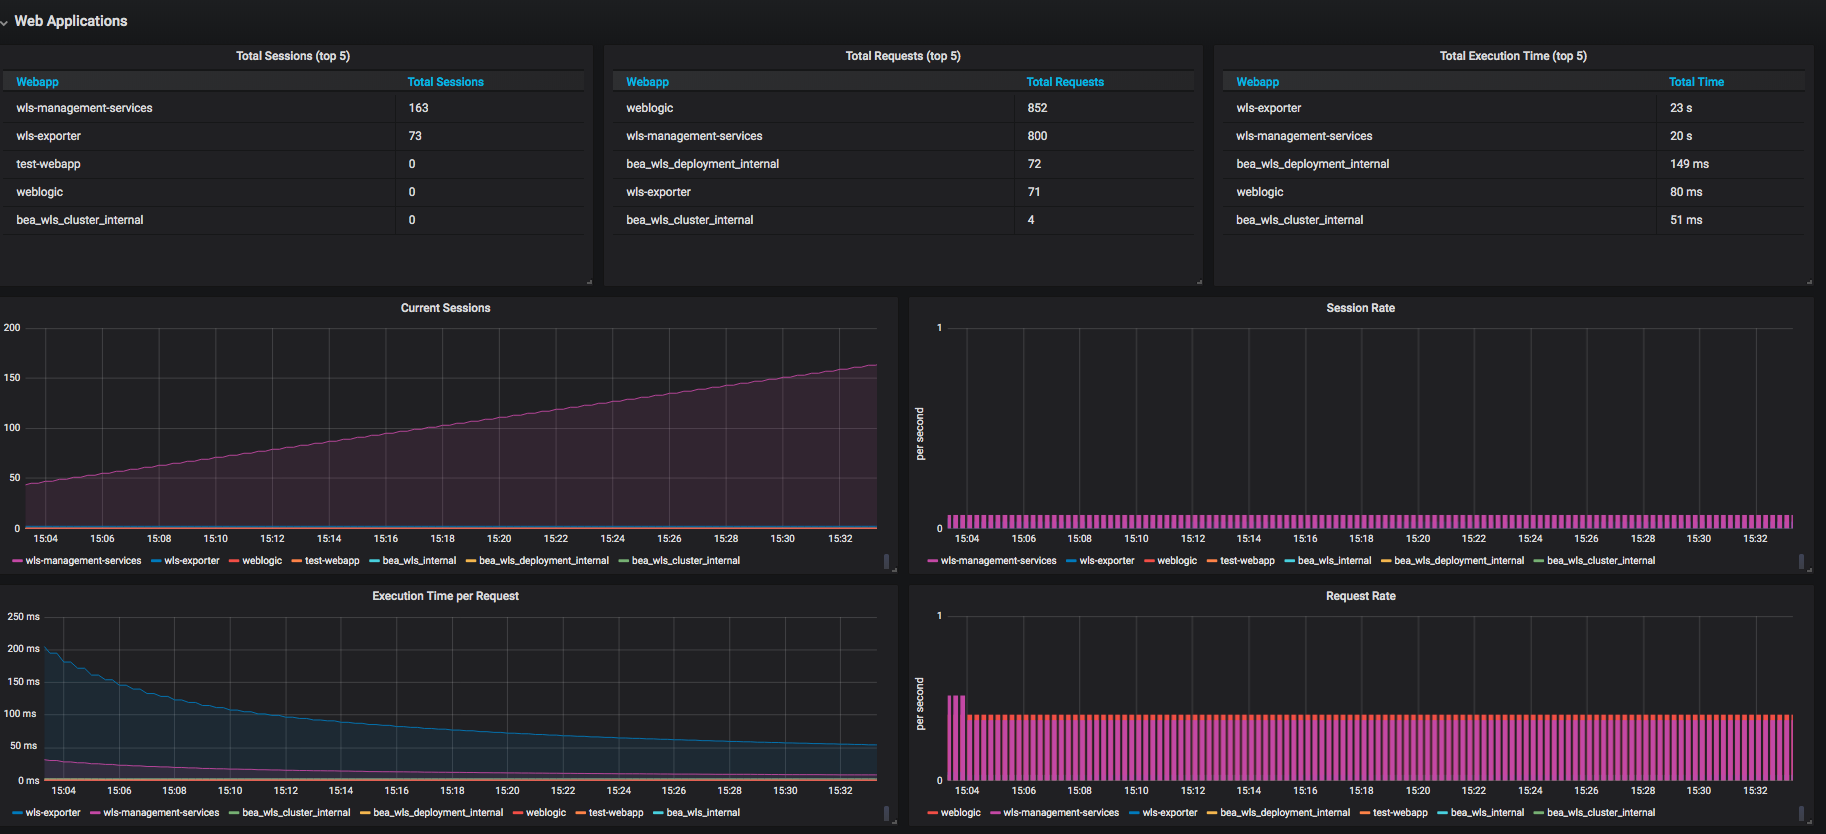 Web Applications
Total Sessions (top 5)
Webapp Total Sessions
wls-management-services 163
wls-exporter 73
test-webapp 0
weblogic 0
bea_wls_cluster_internal 0
Total Requests (top 5)
Webapp Total Requests
weblogic 852
wls-management-services 800
bea_wls_deployment_internal 72
wls-exporter 71
bea_wls_cluster_internal 4
Total Execution Time (top 5)
Webapp Total Time
wls-exporter 23 s
wls-management-services 20 s
bea_wls_deployment_internal 149 ms
weblogic 80 ms
bea_wls_cluster_internal 51 ms
Current Sessions
200
150
100
50
0
15:04 15:06 15:08 15:10 15:12 15:14 15:16 15:18 15:20 15:22 15:24 15:26 15:28 15:30 15:32
wls-management-services wls-exporter weblogic test-webapp bea_wls_internal bea_wls_deployment_internal bea_wls_cluster_internal
Session Rate
per second
1
0
15:04 15:06 15:08 15:10 15:12 15:14 15:16 15:18 15:20 15:22 15:24 15:26 15:28 15:30 15:32
wls-management-services wls-exporter weblogic test-webapp bea_wls_internal bea_wls_deployment_internal bea_wls_cluster_internal
Execution Time per Request
250 ms
200 ms
150 ms
100 ms
50 ms
0 ms
15:04 15:06 15:08 15:10 15:12 15:14 15:16 15:18 15:20 15:22 15:24 15:26 15:28 15:30 15:32
wls-exporter wls-management-services bea_wls_cluster_internal bea_wls_deployment_internal weblogic test-webapp bea_wls_internal
Request Rate
per second
1
0
15:04 15:06 15:08 15:10 15:12 15:14 15:16 15:18 15:20 15:22 15:24 15:26 15:28 15:30 15:32
weblogic wls-management-services wls-exporter bea_wls_deployment_internal test-webapp bea_wls_internal bea_wls_cluster_internal